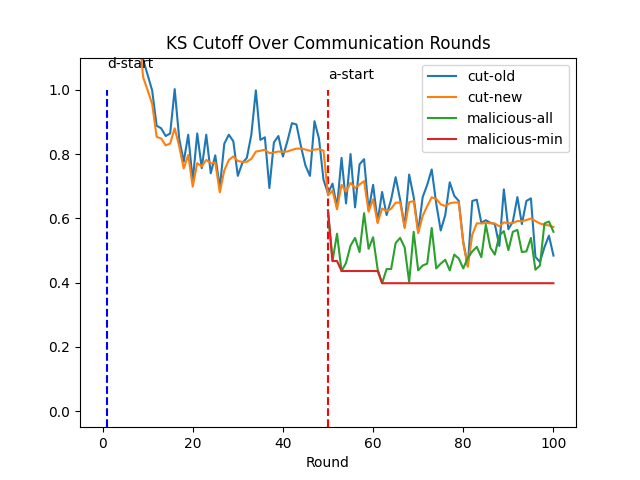 KS Cutoff Over Communication Rounds
d-start
a-start
cut-old
cut-new
malicious-all
malicious-min
1.0
0.8
0.6
0.4
0.2
0.0
0 20 40 60 80 100
Round